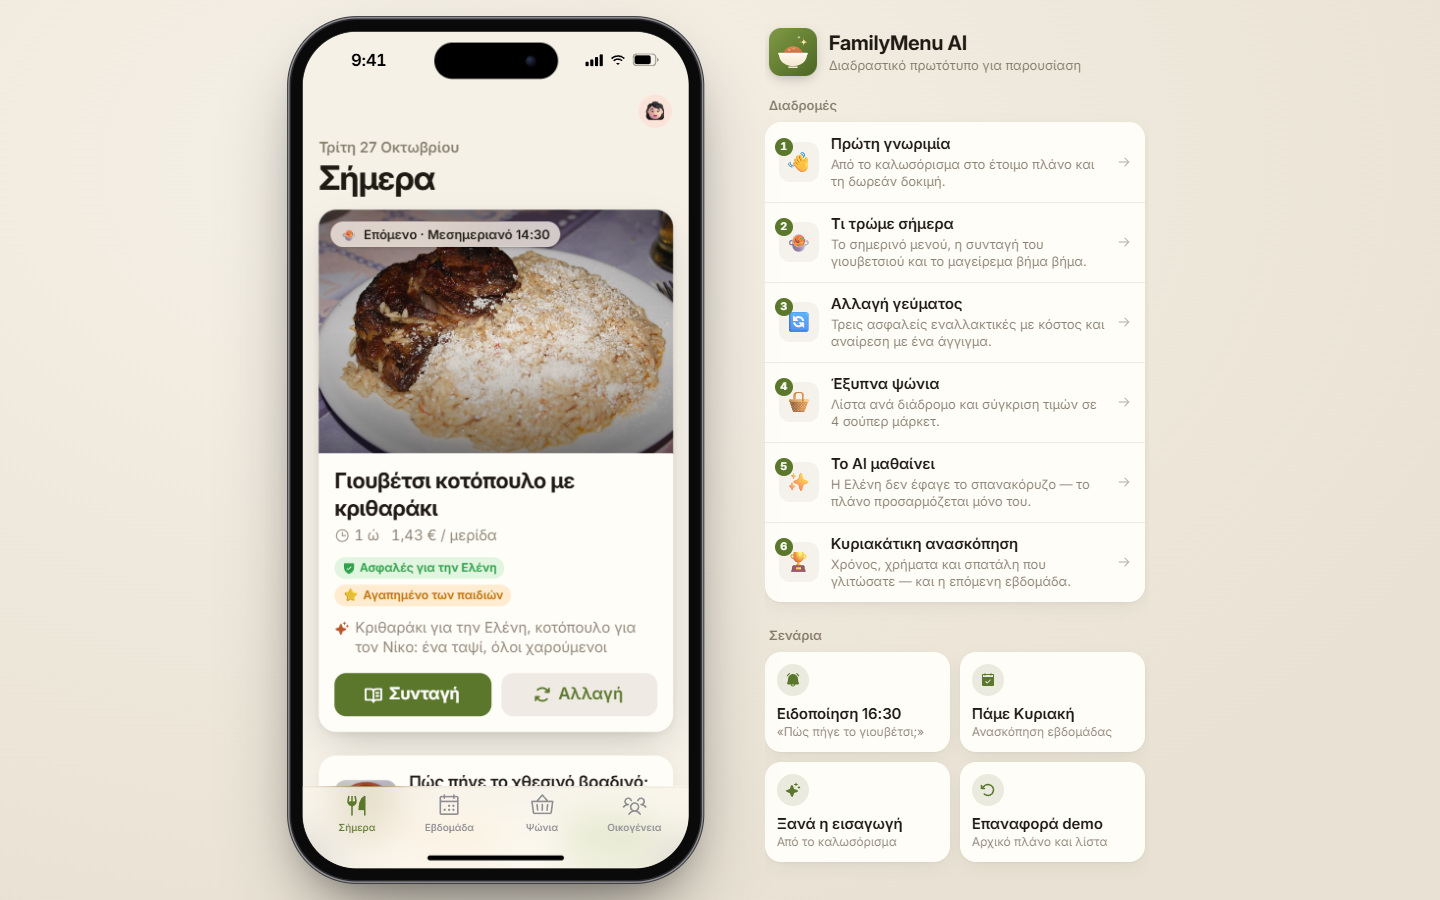 9:41
Τρίτη 27 Οκτωβρίου
Σήμερα
Επόμενο · Μεσημεριανό 14:30
Γιουβέτσι κοτόπουλο με
κριθαράκι
1 ώ 1,43 € / μερίδα
Ασφαλές για την Ελένη
Αγαπημένο των παιδιών
Κριθαράκι για την Ελένη, κοτόπουλο για
τον Νίκο: ένα ταψί, όλοι χαρούμενοι
Συνταγή
Αλλαγή
Πώς πήγε το χθεσινό βραδινό;
Σήμερα
Εβδομάδα
Ψώνια
Οικογένεια
FamilyMenu AI
Διαδραστικό πρωτότυπο για παρουσίαση
Διαδρομές
1
Πρώτη γνωριμία
Από το καλωσόρισμα στο έτοιμο πλάνο και
τη δωρεάν δοκιμή.
2
Τι τρώμε σήμερα
Το σημερινό μενού, η συνταγή του
γιουβετσιού και το μαγείρεμα βήμα βήμα.
3
Αλλαγή γεύματος
Τρεις ασφαλείς εναλλακτικές με κόστος και
αναίρεση με ένα άγγιγμα.
4
Έξυπνα ψώνια
Λίστα ανά διάδρομο και σύγκριση τιμών σε
4 σούπερ μάρκετ.
5
Το AI μαθαίνει
Η Ελένη δεν έφαγε το σπανακόρυζο — το
πλάνο προσαρμόζεται μόνο του.
6
Κυριακάτικη ανασκόπηση
Χρόνος, χρήματα και σπατάλη που
γλιτώσατε — και η επόμενη εβδομάδα.
Σενάρια
Ειδοποίηση 16:30
«Πώς πήγε το γιουβέτσι;»
Πάμε Κυριακή
Ανασκόπηση εβδομάδας
Ξανά η εισαγωγή
Από το καλωσόρισμα
Επαναφορά demo
Αρχικό πλάνο και λίστα